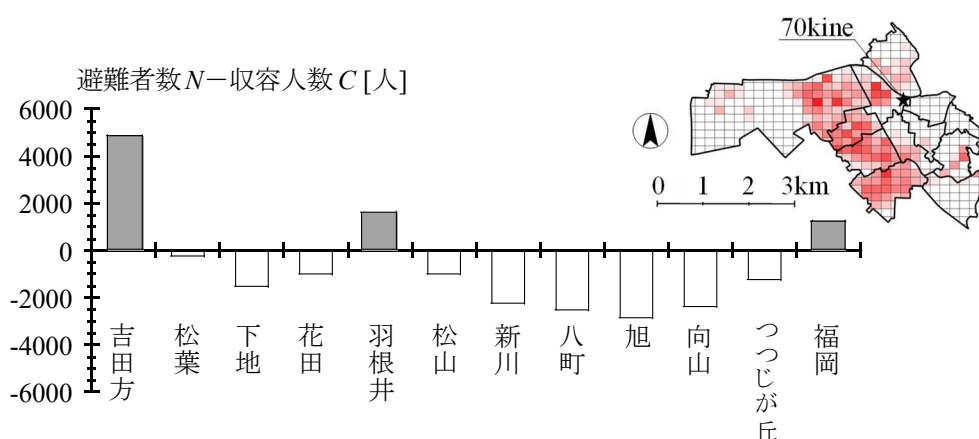 70kine
避難者数N－収容人数C [人]
6000
4000
2000
0
-2000
-4000
-6000
0 1 2 3km
吉田方
松葉
下地
花田
羽根井
松山
新川
八町
旭
向山
つつじが丘
福岡